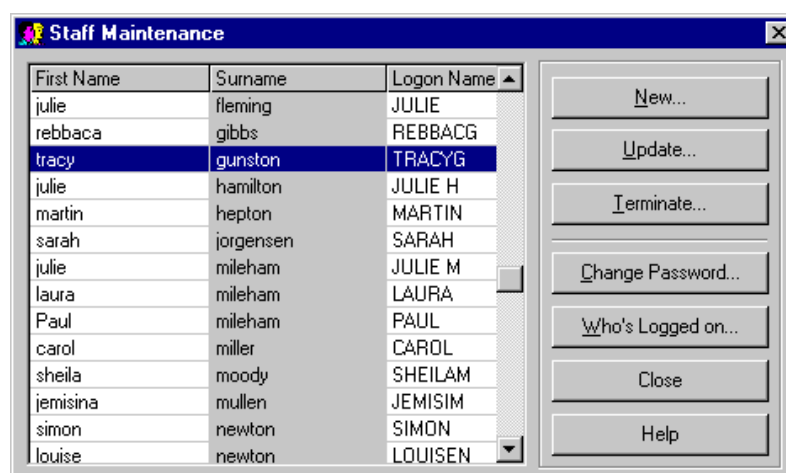 Staff Maintenance
First Name Surname Logon Name
julie fleming JULIE
rebbaca gibbs REBBACG
tracy gunston TRACYG
julie hamilton JULIE H
martin hepton MARTIN
sarah jorgensen SARAH
julie mileham JULIE M
laura mileham LAURA
Paul mileham PAUL
carol miller CAROL
sheila moody SHEILAM
jemisina mullen JEMISIM
simon newton SIMON
louise newton LOUISEN
New...
Update...
Terminate...
Change Password...
Who's Logged on...
Close
Help